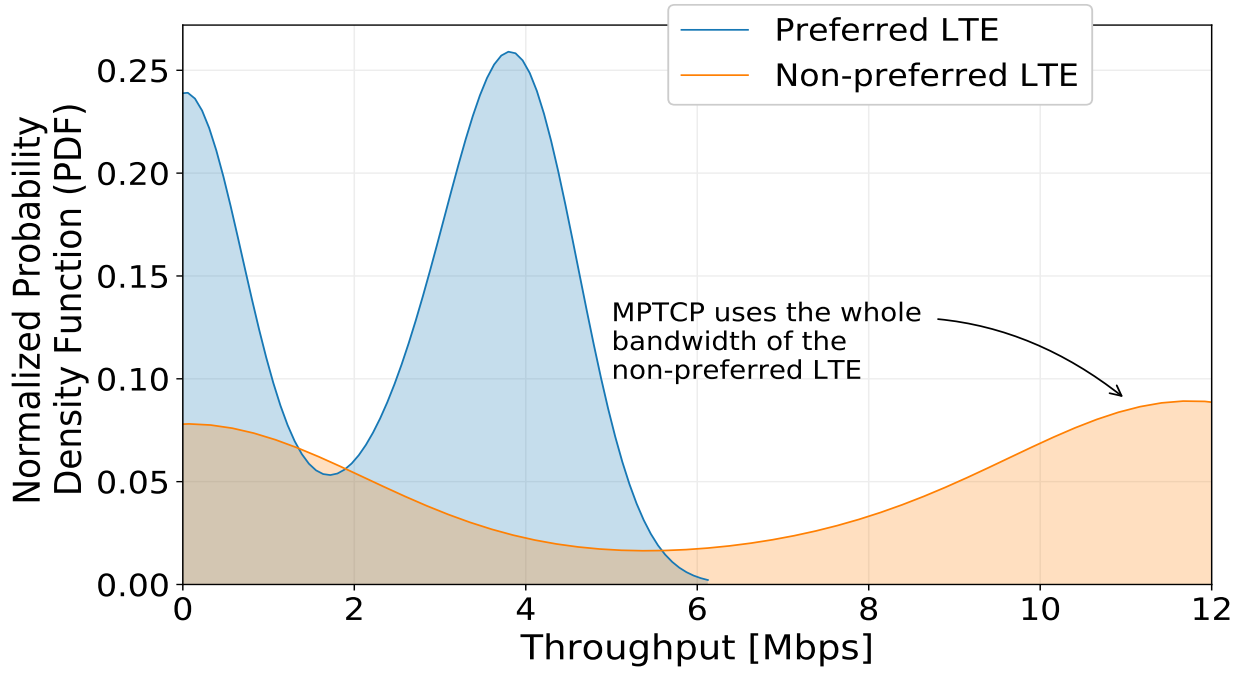 Preferred LTE
Non-preferred LTE
Normalized Probability
Density Function (PDF)
0.25
0.20
0.15
0.10
0.05
0.00
MPTCP uses the whole
bandwidth of the
non-preferred LTE
0 2 4 6 8 10 12
Throughput [Mbps]